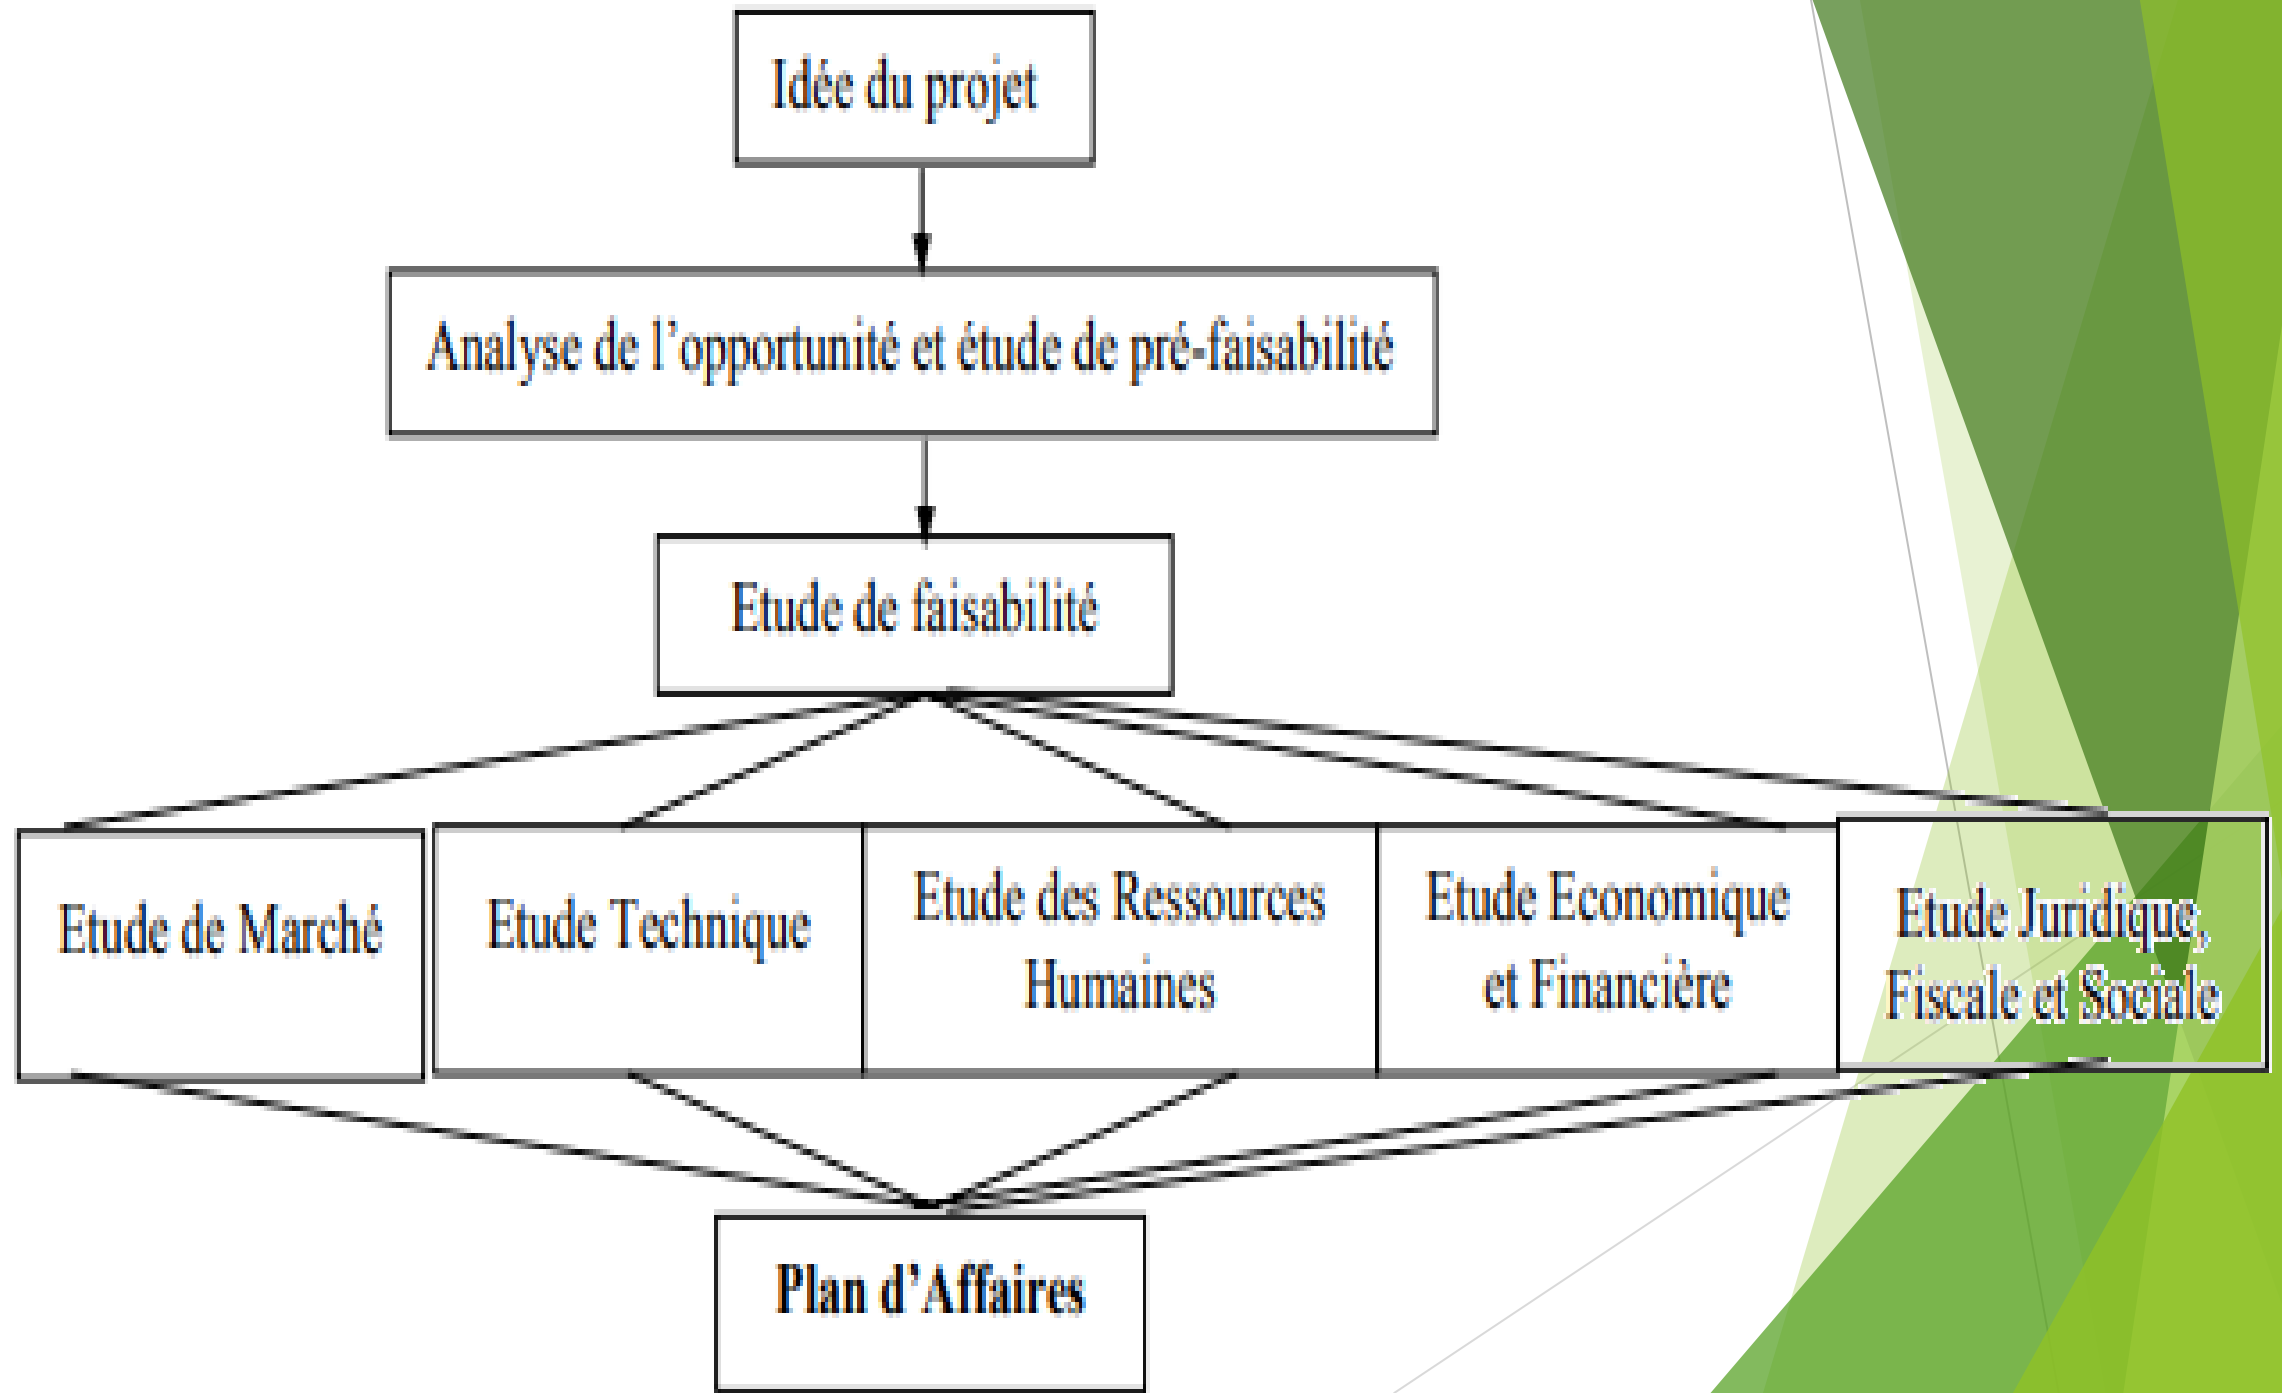 Idée du projet
Analyse de l’opportunité et étude de pré-faisabilité
Etude de faisabilité
Etude de Marché
Etude Technique
Etude des Ressources
Humaines
Etude Economique
et Financière
Etude Juridique,
Fiscale et Sociale
Plan d’Affaires